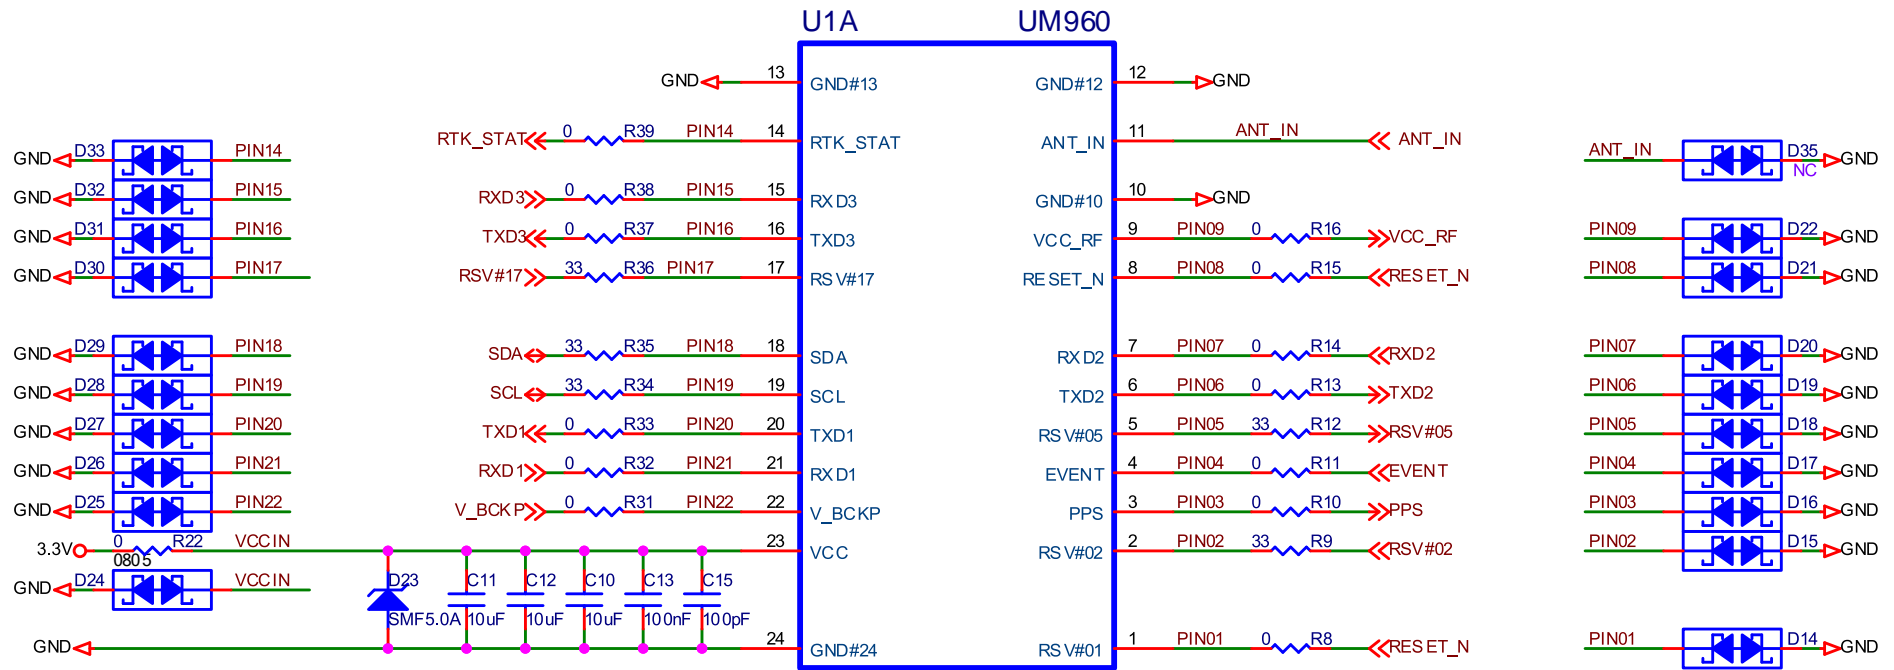 U1A UM960
GND 13 GND#13 GND#12 12 GND
RTK_STAT 0 R39 PIN14 14 RTK_STAT ANT_IN 11 ANT_IN ANT_IN
GND D33 PIN14 ANT_IN D35 GND
NC
GND D32 PIN15 RXD3 0 R38 PIN15 15 RXD3 GND#10 10 GND
GND D31 PIN16 TXD3 0 R37 PIN16 16 TXD3 VCC_RF 9 PIN09 0 R16 VCC_RF PIN09 D22 GND
GND D30 PIN17 RSV#17 33 R36 PIN17 17 RSV#17 RESET_N 8 PIN08 0 R15 RESET_N PIN08 D21 GND
GND D29 PIN18 SDA 33 R35 PIN18 18 SDA RXD2 7 PIN07 0 R14 RXD2 PIN07 D20 GND
GND D28 PIN19 SCL 33 R34 PIN19 19 SCL TXD2 6 PIN06 0 R13 TXD2 PIN06 D19 GND
GND D27 PIN20 TXD1 0 R33 PIN20 20 TXD1 RSV#05 5 PIN05 33 R12 RSV#05 PIN05 D18 GND
GND D26 PIN21 RXD1 0 R32 PIN21 21 RXD1 EVENT 4 PIN04 0 R11 EVENT PIN04 D17 GND
GND D25 PIN22 V_BCKP 0 R31 PIN22 22 V_BCKP PPS 3 PIN03 0 R10 PPS PIN03 D16 GND
3.3V 0 R22 VCCIN 23 VCC RSV#02 2 PIN02 33 R9 RSV#02 PIN02 D15 GND
0805
GND D24 VCCIN D23 C11 C12 C10 C13 C15
SMF5.0A 10uF 10uF 10uF 100nF 100pF
GND 24 GND#24 RSV#01 1 PIN01 0 R8 RESET_N PIN01 D14 GND